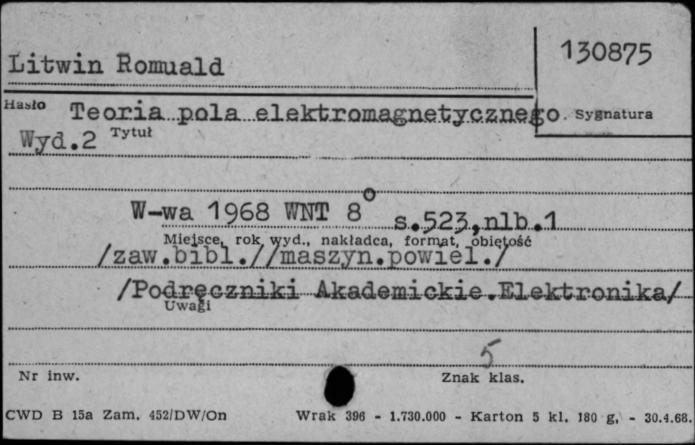 130875
Litwin Romuald
Hasło Teoria pola elektromagnetycznego. Sygnatura
Wyd.2 Tytuł
W-wa 1968 WNT 8° s.523,nlb.1
Miejsce, rok wyd., nakładca, format, objętość
/zaw.bibl.//maszyn.powiel./
/Podręczniki Akademickie.Elektronika/
Uwagi
5
Nr inw. Znak klas.
CWD B 15a Zam. 452/DW/On Wrak 396 - 1.730.000 - Karton 5 kl. 180 g. - 30.4.68.